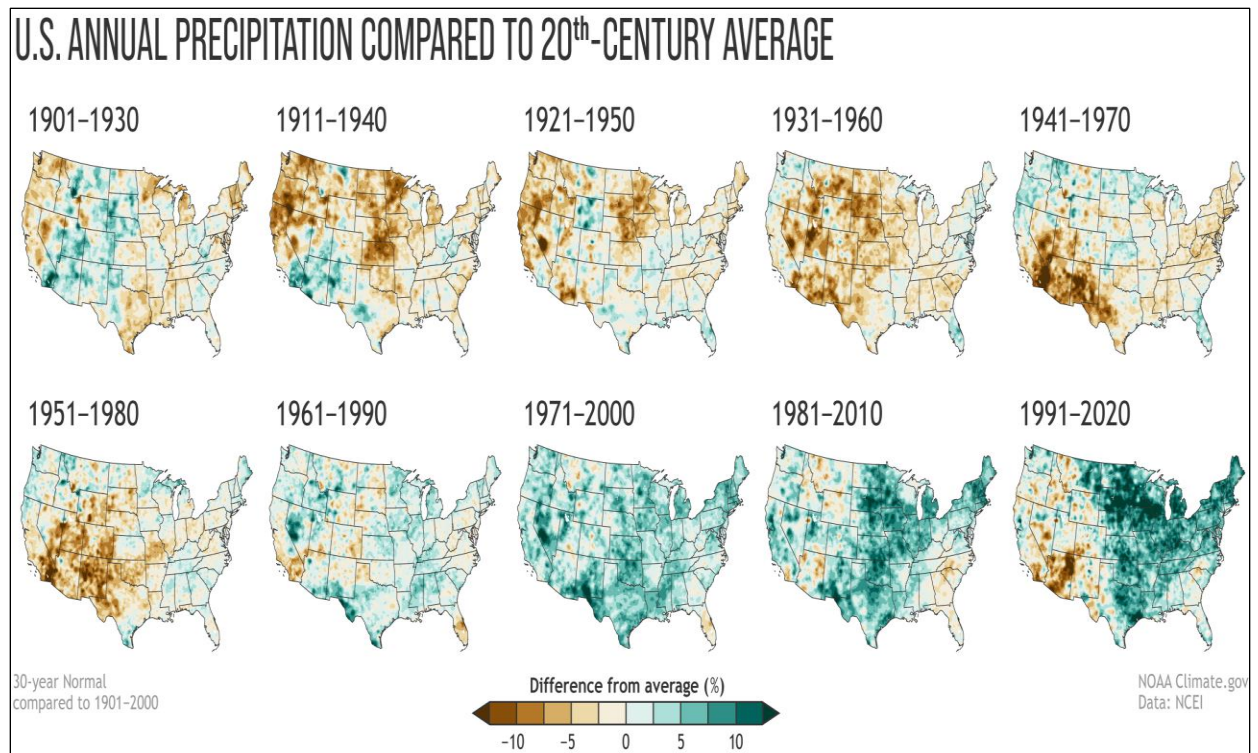 U.S. ANNUAL PRECIPITATION COMPARED TO 20th-CENTURY AVERAGE
1901–1930
1911–1940
1921–1950
1931–1960
1941–1970
1951–1980
1961–1990
1971–2000
1981–2010
1991–2020
30-year Normal
compared to 1901–2000
Difference from average (%)
-10 -5 0 5 10
NOAA Climate.gov
Data: NCEI